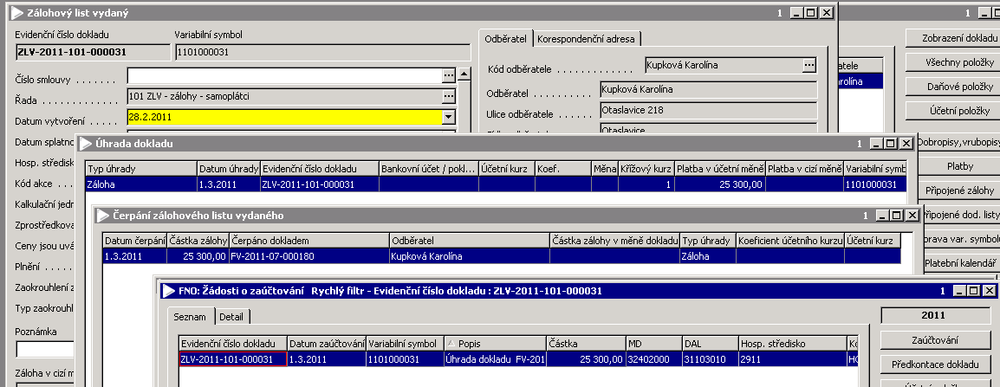 Zálohový list vydaný 1
1
Evidenční číslo dokladu Variabilní symbol
ZLV-2011-101-000031 1101000031
Číslo smlouvy . . . . . . .
Řada . . . . . . . . . . . . . 101 ZLV - zálohy - samoplátci
Datum vytvoření . . . . . 28.2.2011
Datum splatno
Hosp. středisk
Kód akce . . .
Kalkulační jedn
Zprostředkova
Ceny jsou uvá
Plnění . . . . .
Zaokrouhlení z
Typ zaokrouhl
Poznámka
Záloha v cizí m
Odběratel Korespondenční adresa
Kód odběratele . . . . . . . . . . . . . Kupková Karolína
Odběratel . . . . . . . . . . Kupková Karolína
Ulice odběratele . . . . . . Otaslavice 218
Otaslavice
atele
rolína
Zobrazení dokladu
Všechny položky
Daňové položky
Účetní položky
Dobropisy,vrubopisy
Platby
Připojené zálohy
Připojené dod. listy
prava var. symbolu
Platební kalendář
Úhrada dokladu 1
Typ úhrady Datum úhrady Evidenční číslo dokladu Bankovní účet / pokl... Účetní kurz Koef. Měna Křížový kurz Platba v účetní měně Platba v cizí měně Variabilní symb
Záloha 1.3.2011 ZLV-2011-101-000031 1 25 300,00 1101000031
Čerpání zálohového listu vydaného 1
Datum čerpání Částka zálohy Čerpáno dokladem Odběratel Částka zálohy v měně dokladu Typ úhrady Koeficient účetního kurzu Účetní kurz
1.3.2011 25 300,00 FV-2011-07-000180 Kupková Karolína Záloha
FNO: Žádosti o zaúčtování Rychlý filtr - Evidenční číslo dokladu : ZLV-2011-101-000031 1
Seznam Detail
Evidenční číslo dokladu Datum zaúčtování Variabilní symbol Popis Částka MD DAL Hosp. středisko Ko
ZLV-2011-101-000031 1.3.2011 1101000031 Úhrada dokladu FV-201 25 300,00 32402000 31103010 2911 HO
2011
Zaúčtování
Předkontace dokladu